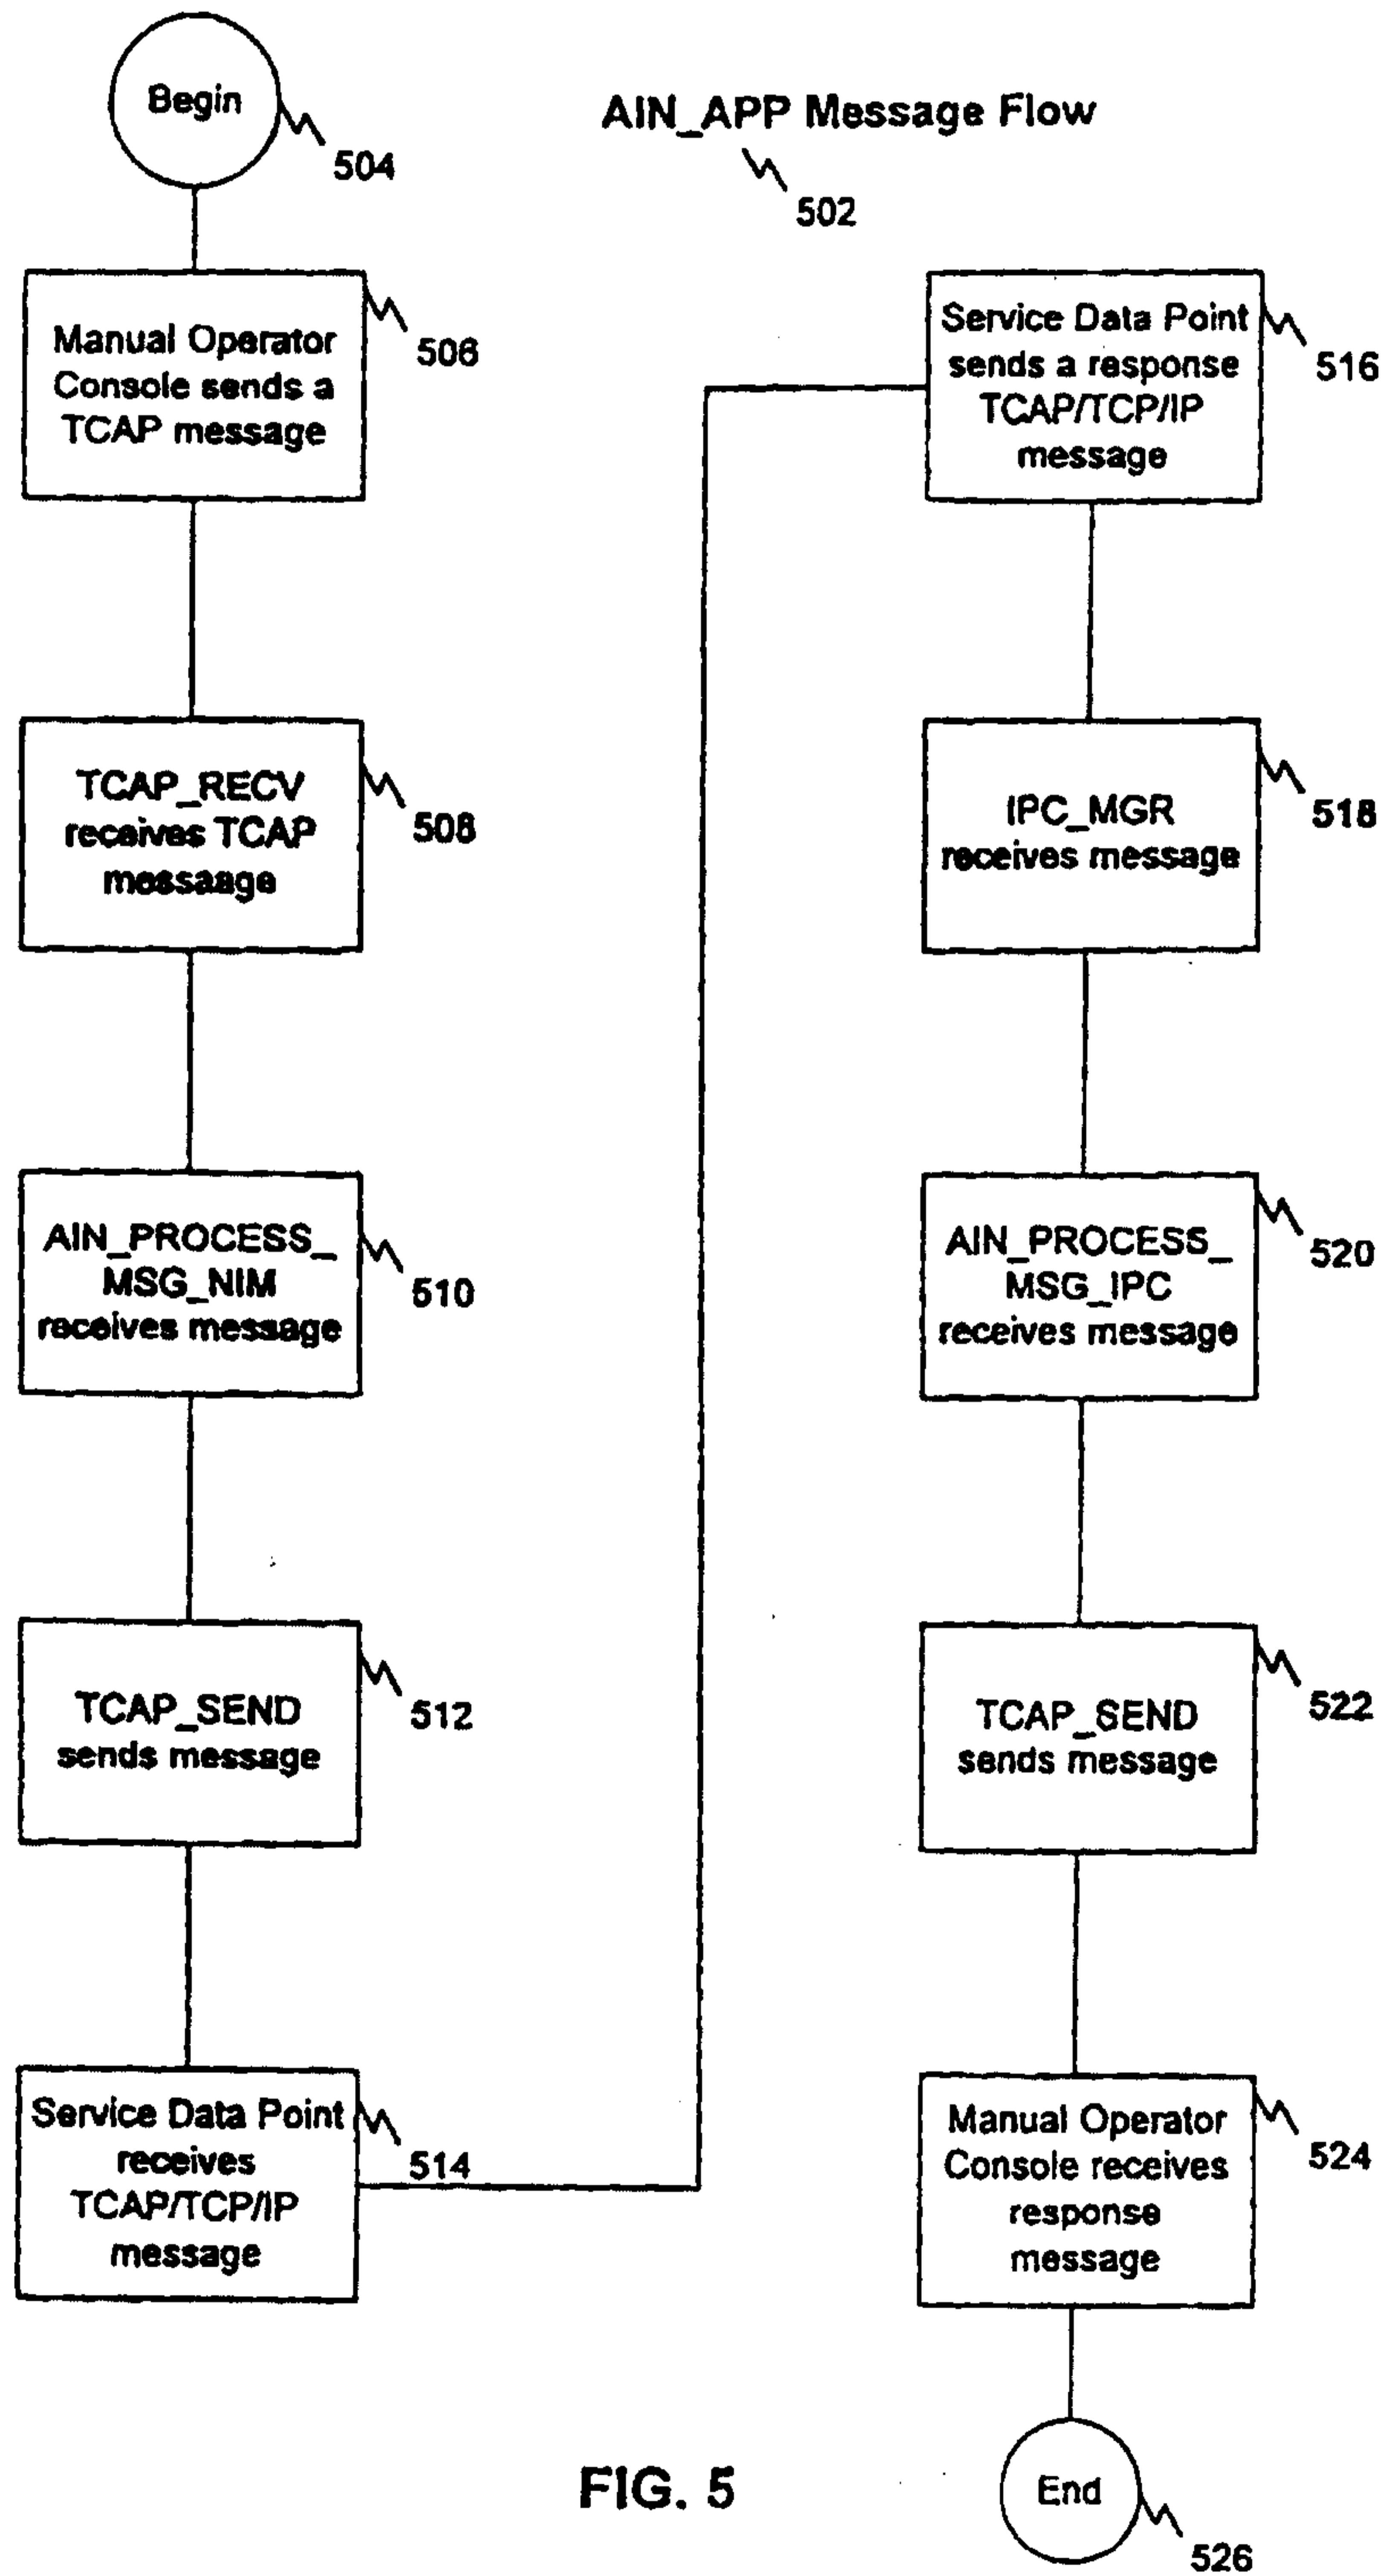 Begin
504
AIN_APP Message Flow
502
Manual Operator
Console sends a
TCAP message
506
TCAP_RECV
receives TCAP
messaage
508
AIN_PROCESS_
MSG_NIM
receives message
510
TCAP_SEND
sends message
512
Service Data Point
receives
TCAP/TCP/IP
message
514
Service Data Point
sends a response
TCAP/TCP/IP
message
516
IPC_MGR
receives message
518
AIN_PROCESS_
MSG_IPC
receives message
520
TCAP_SEND
sends message
522
Manual Operator
Console receives
response
message
524
End
526
FIG. 5